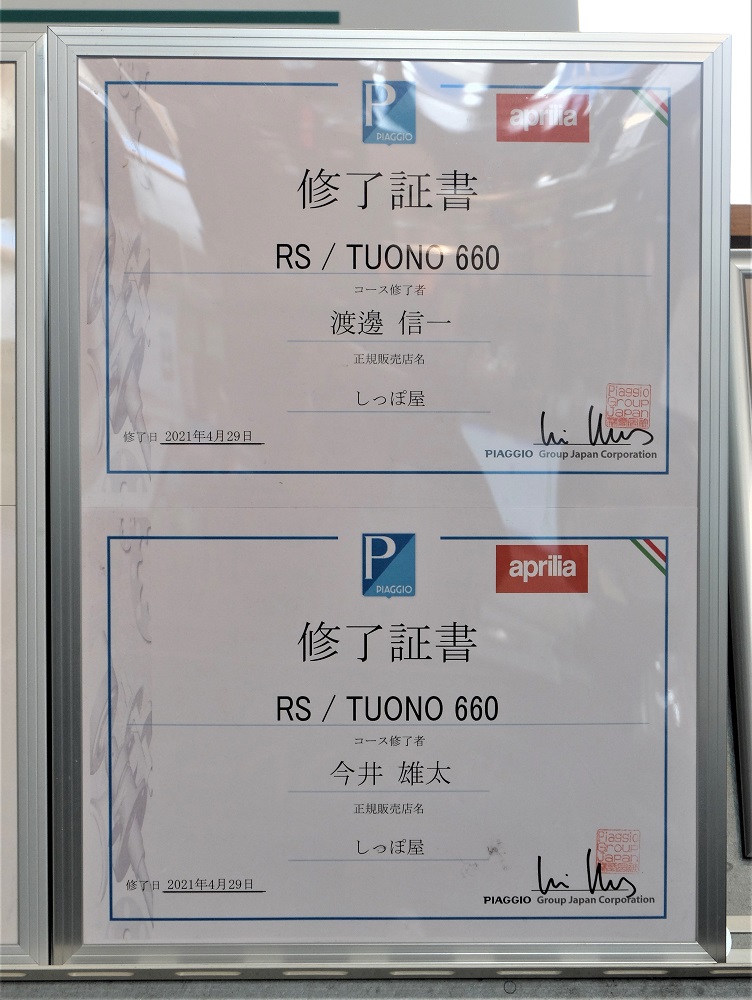 P
PIAGGIO
aprilia
修了証書
RS / TUONO 660
コース修了者
渡邊 信一
正規販売店名
しっぽ屋
修了日 2021年4月29日
Piaggio
Group
Japan
PIAGGIO Group Japan Corporation
P
PIAGGIO
aprilia
修了証書
RS / TUONO 660
コース修了者
今井 雄太
正規販売店名
しっぽ屋
修了日 2021年4月29日
Piaggio
Group
Japan
PIAGGIO Group Japan Corporation